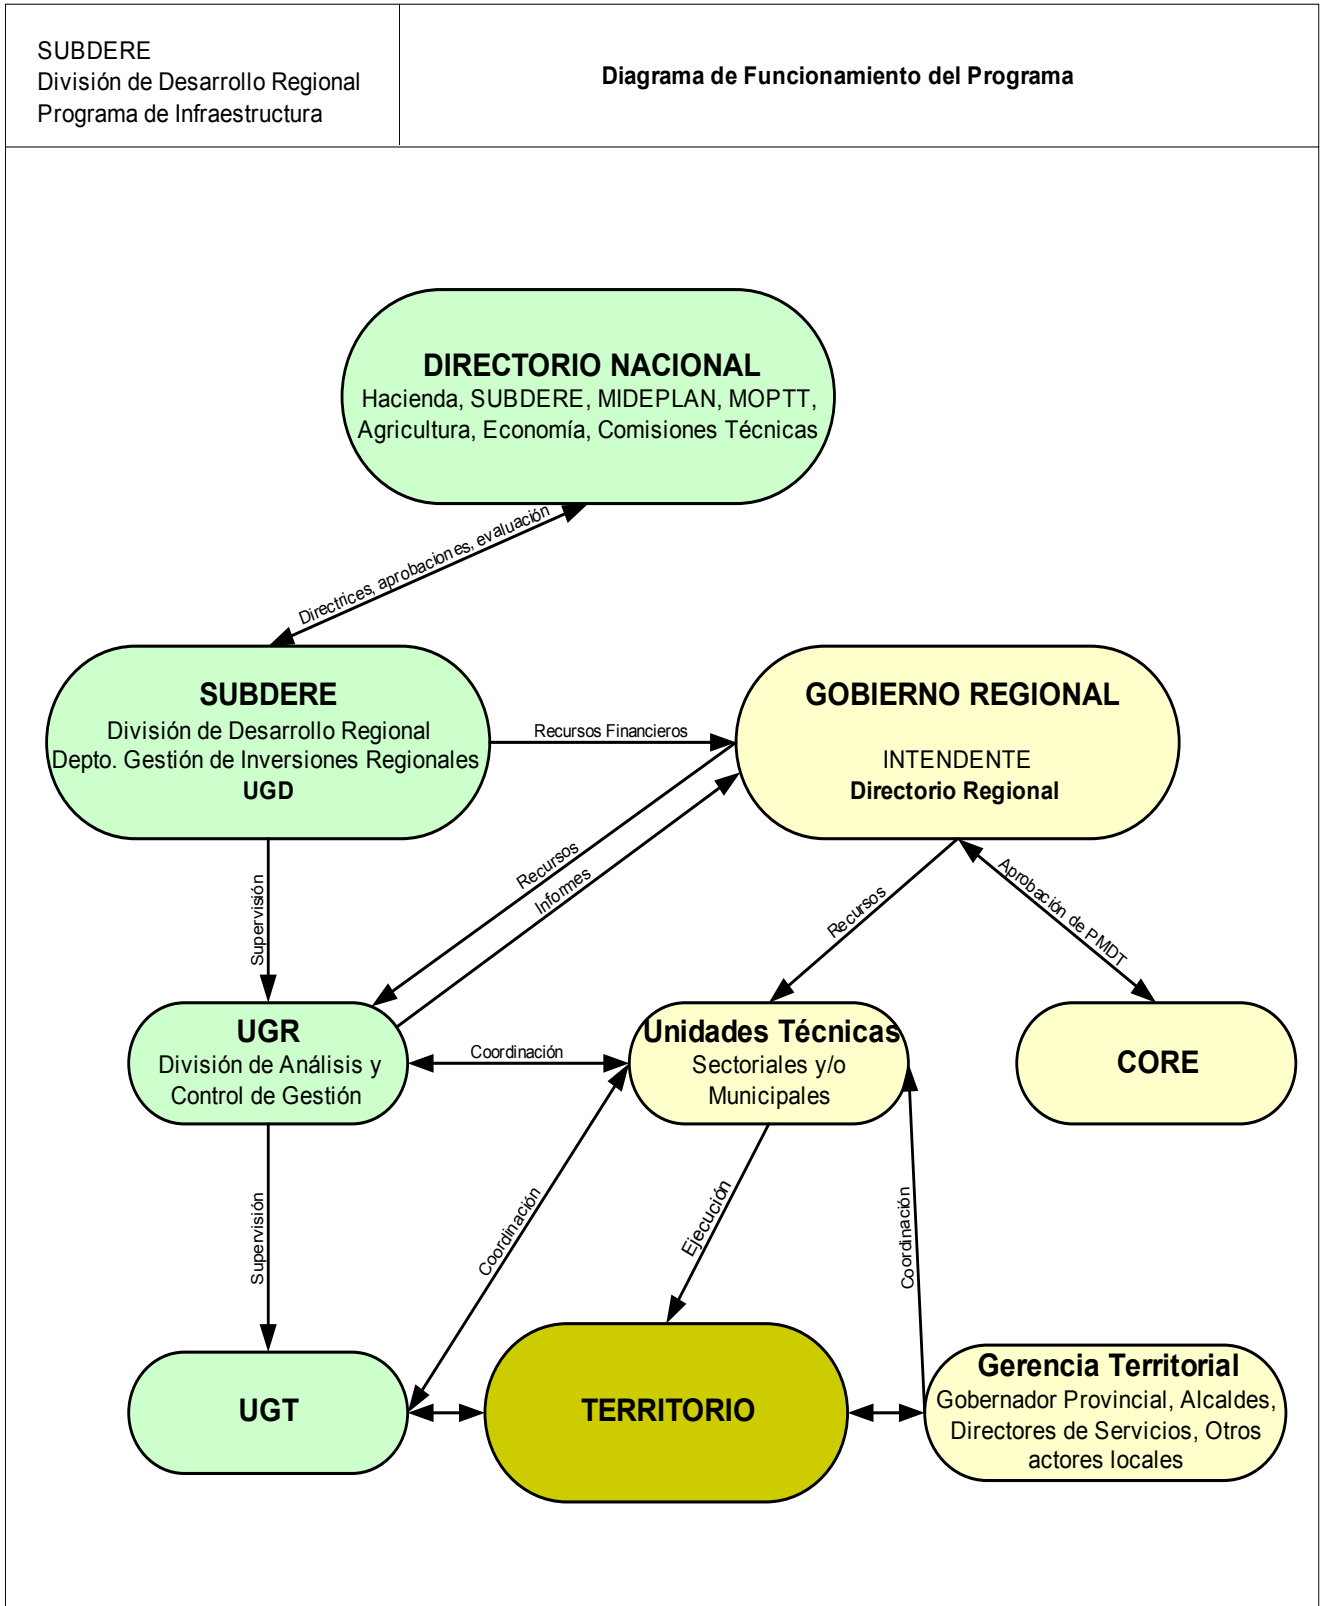 SUBDERE
División de Desarrollo Regional
Programa de Infraestructura
Diagrama de Funcionamiento del Programa
DIRECTORIO NACIONAL
Hacienda, SUBDERE, MIDEPLAN, MOPTT,
Agricultura, Economía, Comisiones Técnicas
Directrices, aprobaciones, evaluación
SUBDERE
División de Desarrollo Regional
Depto. Gestión de Inversiones Regionales
UGD
Recursos Financieros
GOBIERNO REGIONAL
INTENDENTE
Directorio Regional
Supervisión
Recursos
Informes
Recursos
Aprobación de PMDT
UGR
División de Análisis y
Control de Gestión
Coordinación
Unidades Técnicas
Sectoriales y/o
Municipales
CORE
Supervisión
Coordinación
Ejecución
Coordinación
UGT
TERRITORIO
Gerencia Territorial
Gobernador Provincial, Alcaldes,
Directores de Servicios, Otros
actores locales